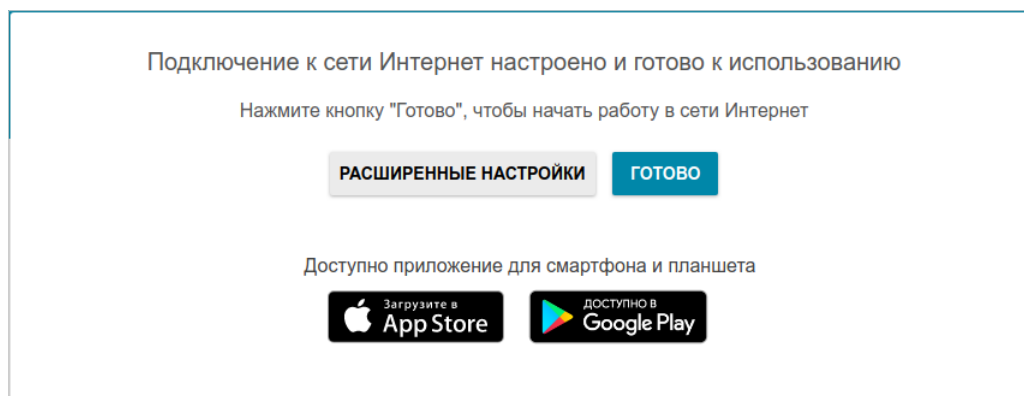 Подключение к сети Интернет настроено и готово к использованию
Нажмите кнопку "Готово", чтобы начать работу в сети Интернет
РАСШИРЕННЫЕ НАСТРОЙКИ ГОТОВО
Доступно приложение для смартфона и планшета
Загрузите в
App Store
ДОСТУПНО В
Google Play